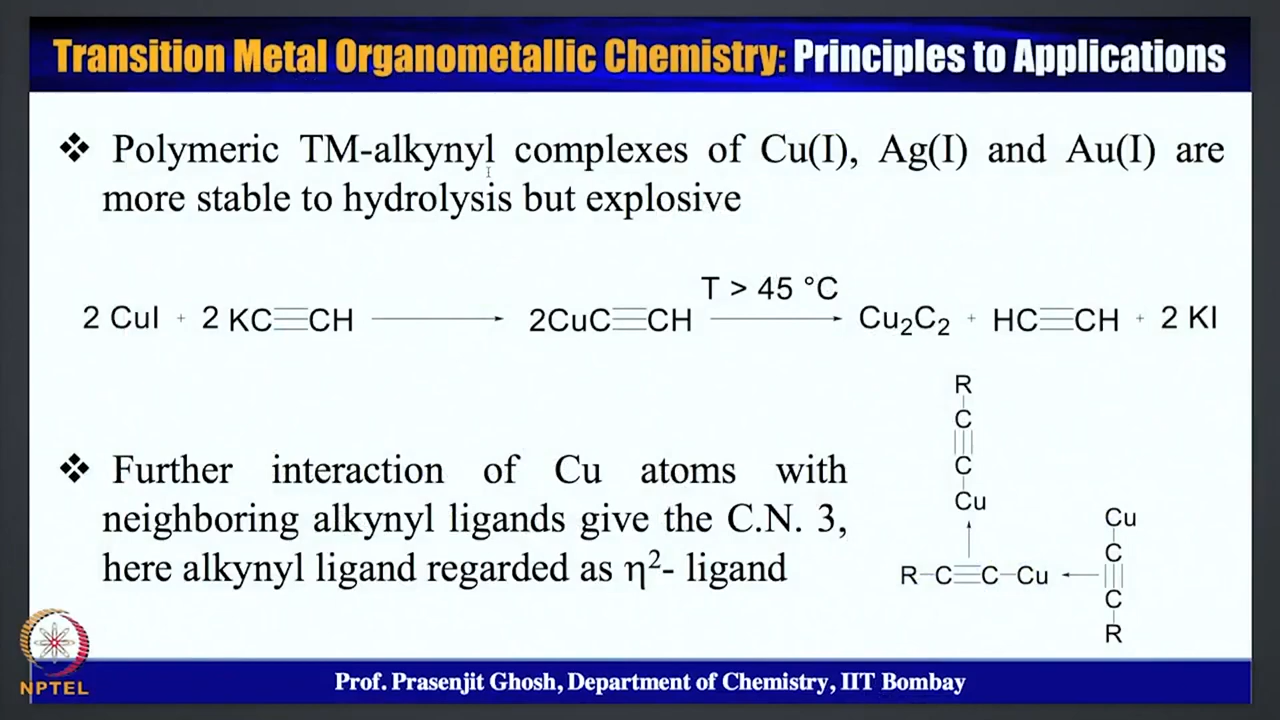 Transition Metal Organometallic Chemistry: Principles to Applications
❖ Polymeric TM-alkynyl complexes of Cu(I), Ag(I) and Au(I) are
more stable to hydrolysis but explosive
T > 45 °C
2 CuI + 2 KC≡CH ⟶ 2CuC≡CH ⟶ Cu₂C₂ + HC≡CH + 2 KI
❖ Further interaction of Cu atoms with
neighboring alkynyl ligands give the C.N. 3,
here alkynyl ligand regarded as η²- ligand
R
C
C
Cu
R-C≡C-Cu
Cu
C
C
R
NPTEL
Prof. Prasenjit Ghosh, Department of Chemistry, IIT Bombay